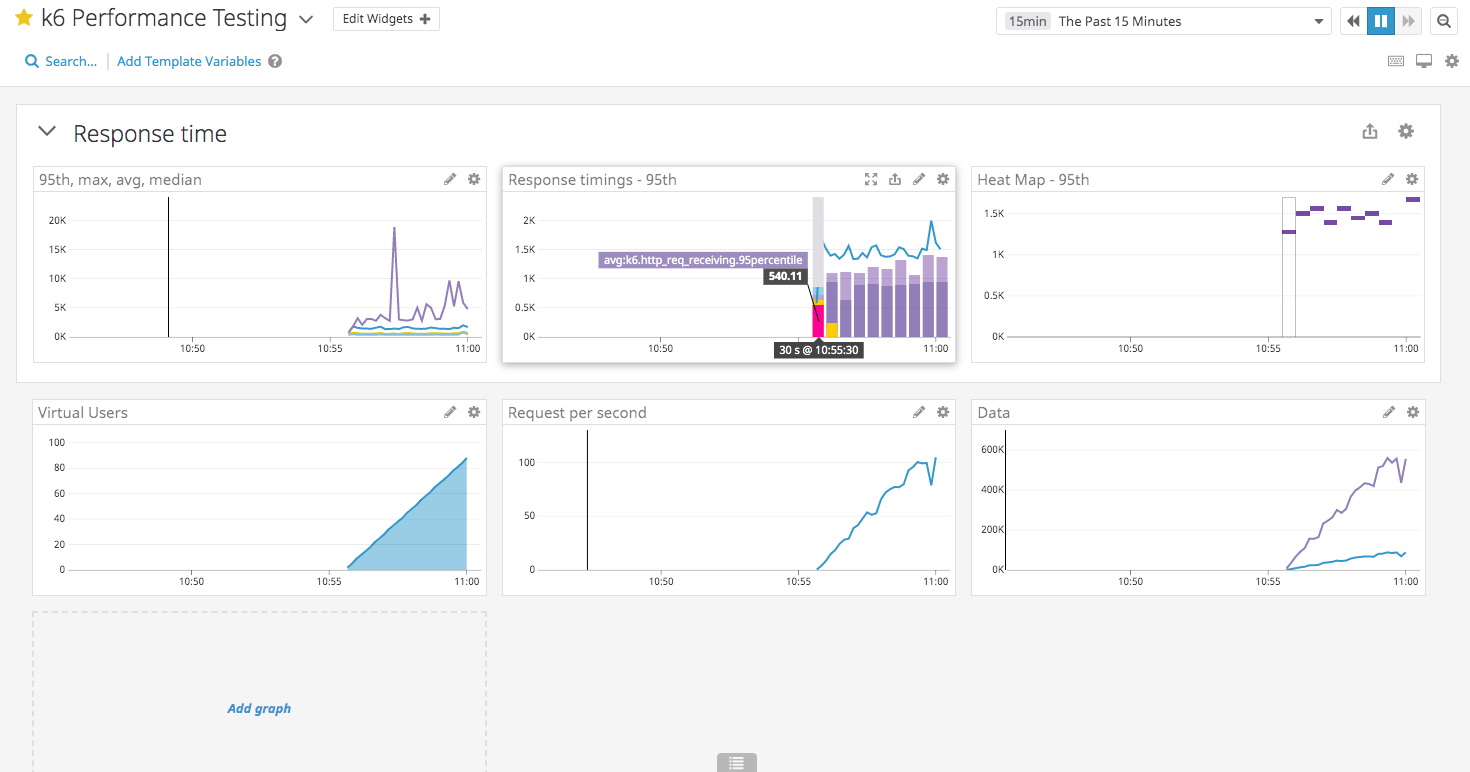 k6 Performance Testing
Edit Widgets +
15min The Past 15 Minutes
Search...
Add Template Variables ?
Response time
95th, max, avg, median
20K
15K
10K
5K
0K
10:50 10:55 11:00
Response timings - 95th
2K
1.5K
1K
0.5K
0K
avg:k6.http_req_receiving.95percentile
540.11
30 s @ 10:55:30
10:50 11:00
Heat Map - 95th
1.5K
1K
0.5K
0K
10:50 10:55 11:00
Virtual Users
100
80
60
40
20
0
10:50 10:55 11:00
Request per second
100
50
0
10:50 10:55 11:00
Data
600K
400K
200K
0K
10:50 10:55 11:00
Add graph